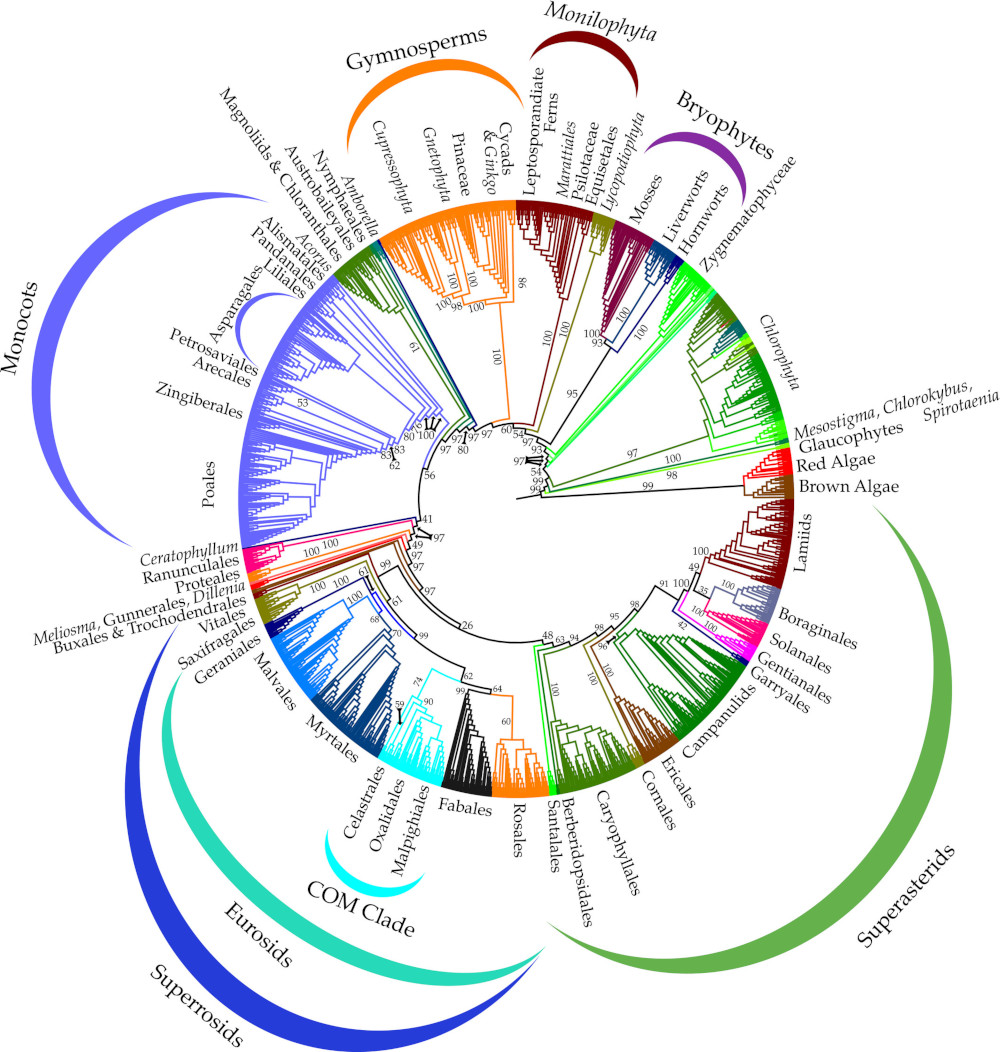 Monilophyta
Gymnosperms
Bryophytes
Monocots
Superasterids
COM Clade
Eurosids
Superrosids
Magnoliids & Chloranthales
Austrobaileyales
Nymphaeales
Amborella
Cupressophyta
Gnetophyta
Pinaceae
Cycads
& Ginkgo
Leptosporandiate
Ferns
Marattiales
Psilotaceae
Equisetales
Lycopodiophyta
Mosses
Liverworts
Hornworts
Zygnematophyceae
Chlorophyta
Mesostigma, Chlorokybus,
Spirotaenia
Glaucophytes
Red Algae
Brown Algae
Lamiids
Boraginales
Solanales
Gentianales
Garryales
Campanulids
Ericales
Cornales
Caryophyllales
Berberidopsidales
Santalales
Rosales
Fabales
Malpighiales
Oxalidales
Celastrales
Myrtales
Malvales
Geraniales
Saxifragales
Vitales
Buxales & Trochodendrales
Meliosma, Gunnerales, Dillenia
Proteales
Ranunculales
Ceratophyllum
Poales
Zingiberales
Arecales
Petrosaviales
Asparagales
Liliales
Pandanales
Alismatales
Acorus
100
100
98
100
100
98
100
61
100
100
100
93
100
100
95
53
80
100
83
83
62
56
97
97
80
97
97
60
54
97
93
97
54
99
99
97
100
98
99
41
97
49
97
97
97
100
100
100
100
61
99
61
100
68
70
99
26
74
90
59
62
99
64
60
48
63
94
100
98
96
95
100
100
98
91
100
49
100
35
100
100
100
42